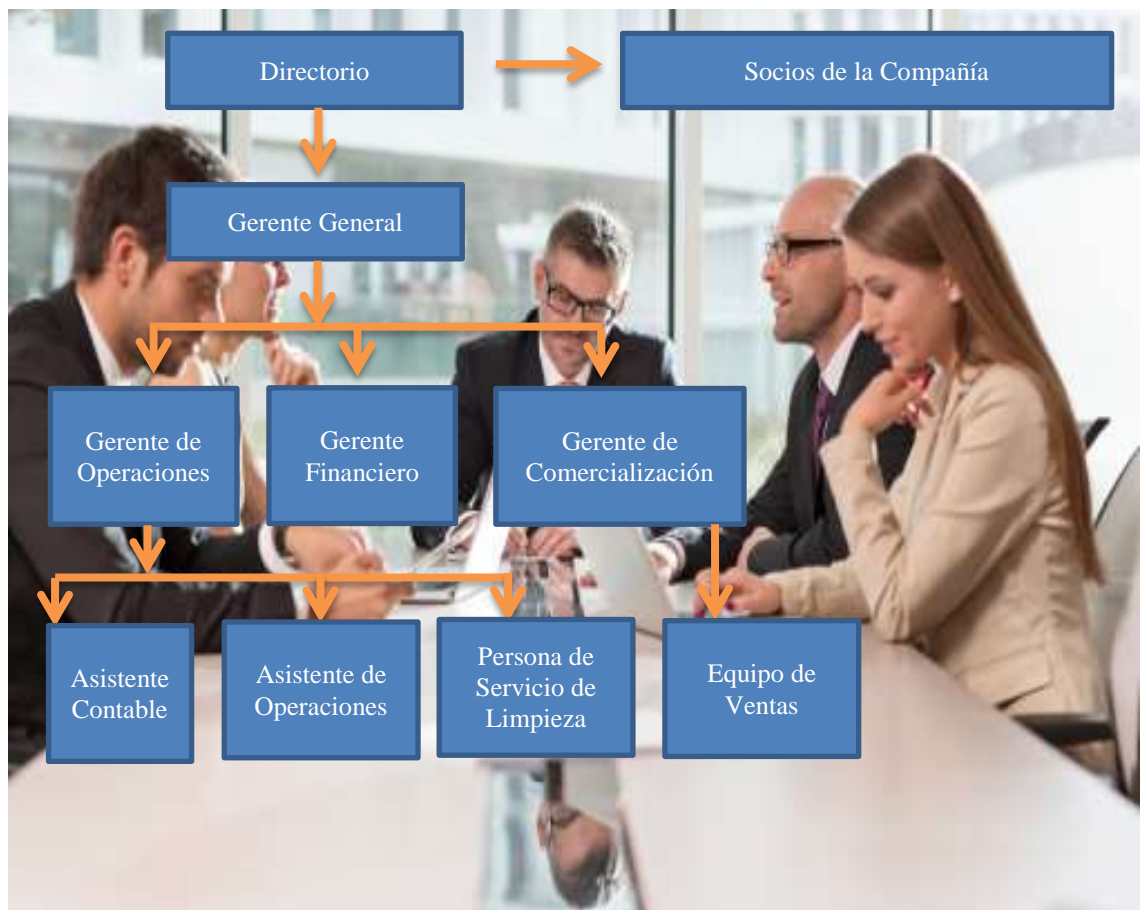 Directorio
Socios de la Compañía
Gerente General
Gerente de
Operaciones
Gerente
Financiero
Gerente de
Comercialización
Asistente
Contable
Asistente de
Operaciones
Persona de
Servicio de
Limpieza
Equipo de
Ventas